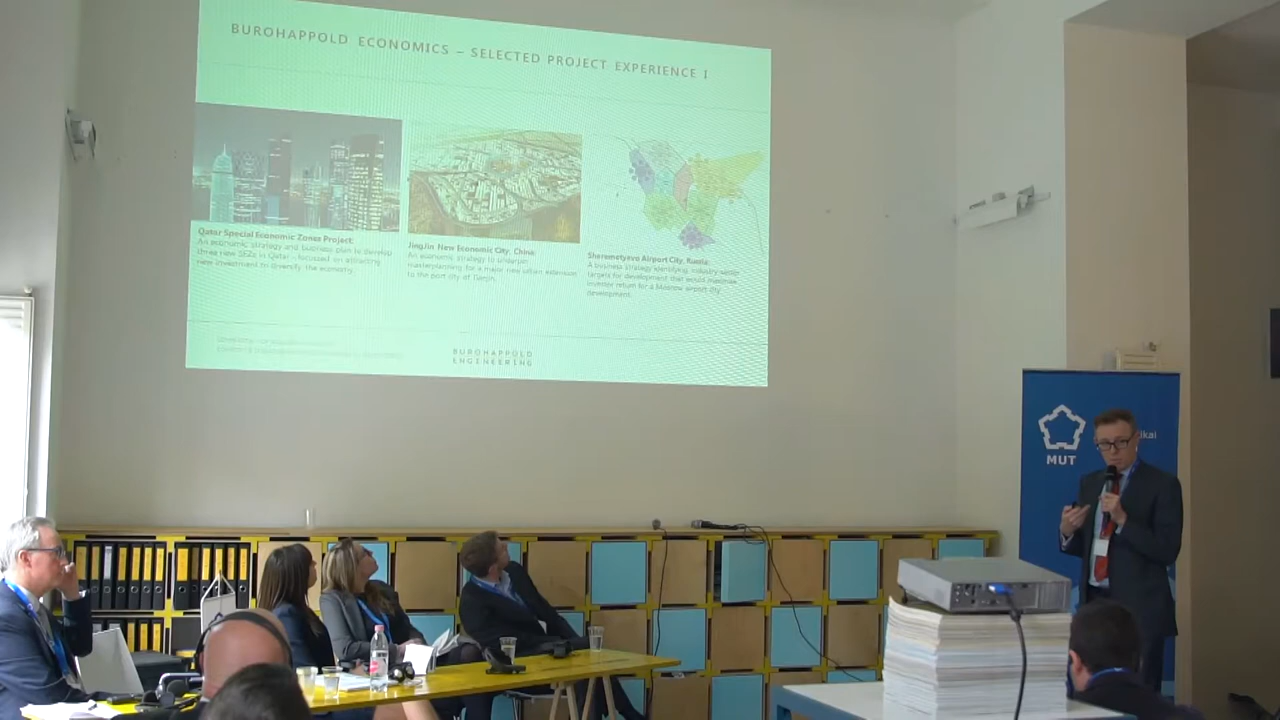 BUROHAPPOLD ECONOMICS – SELECTED PROJECT EXPERIENCE I
Qatar Special Economic Zones Project:
An economic strategy and business plan to develop
three new SEZs in Qatar – focussed on attracting
new investment to diversify the economy.
JingJin New Economic City, China:
An economic strategy to underpin
masterplanning for a major new urban extension
to the port city of Tianjin.
Sheremetyevo Airport City, Russia:
A business strategy identifying industry sector
targets for development that would maximise
investor return for a Moscow airport city
development.
BUROHAPPOLD
ENGINEERING
MUT